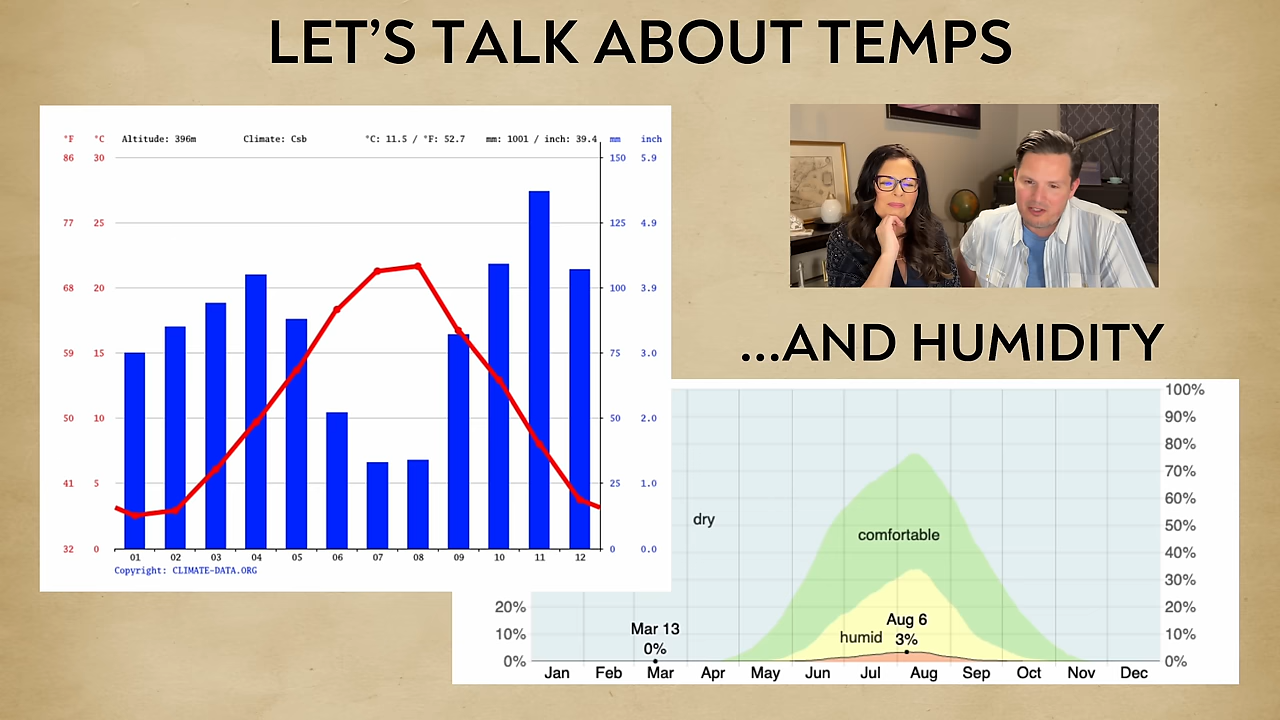 LET'S TALK ABOUT TEMPS
°F °C Altitude: 396m Climate: Csb °C: 11.5 / °F: 52.7 mm: 1001 / inch: 39.4 mm inch
86 30 150 5.9
77 25 125 4.9
68 20 100 3.9
59 15 75 3.0
50 10 50 2.0
41 5 25 1.0
32 0 0 0.0
01 02 03 04 05 06 07 08 09 10 11 12
Copyright: CLIMATE-DATA.ORG
...AND HUMIDITY
100%
90%
80%
70%
60%
dry 50%
comfortable
40%
30%
20% 20%
Mar 13 Aug 6
10% humid 3% 10%
0%
0% 0%
Jan Feb Mar Apr May Jun Jul Aug Sep Oct Nov Dec